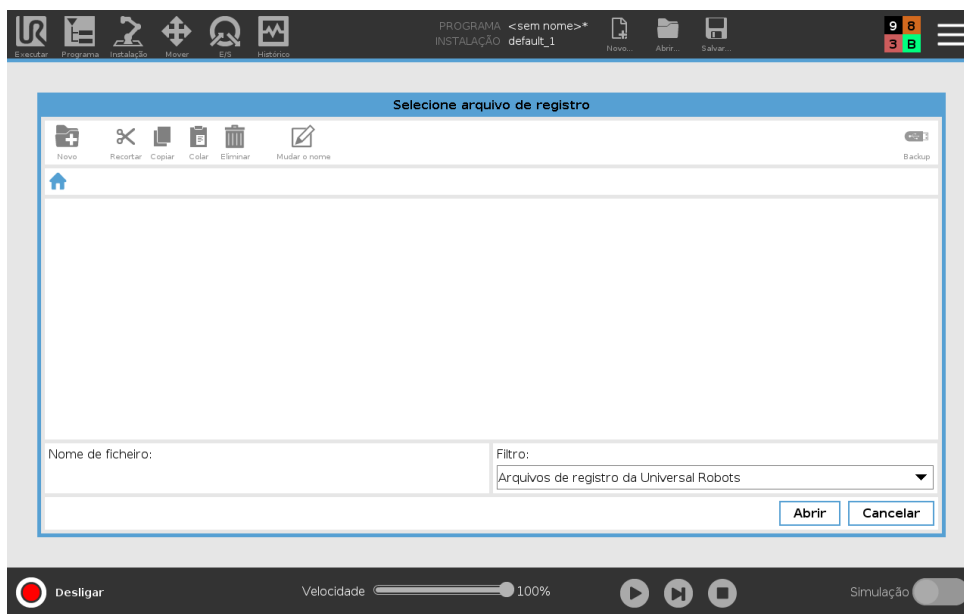 PROGRAMA <sem nome>*
INSTALAÇÃO default_1
Executar Programa Instalação Mover E/S Histórico
Novo... Abrir... Salvar...
9 8
3 B
Selecione arquivo de registro
Novo Recortar Copiar Colar Eliminar Mudar o nome Backup
Nome de ficheiro:
Filtro:
Arquivos de registro da Universal Robots
Abrir Cancelar
Desligar Velocidade 100% Simulação